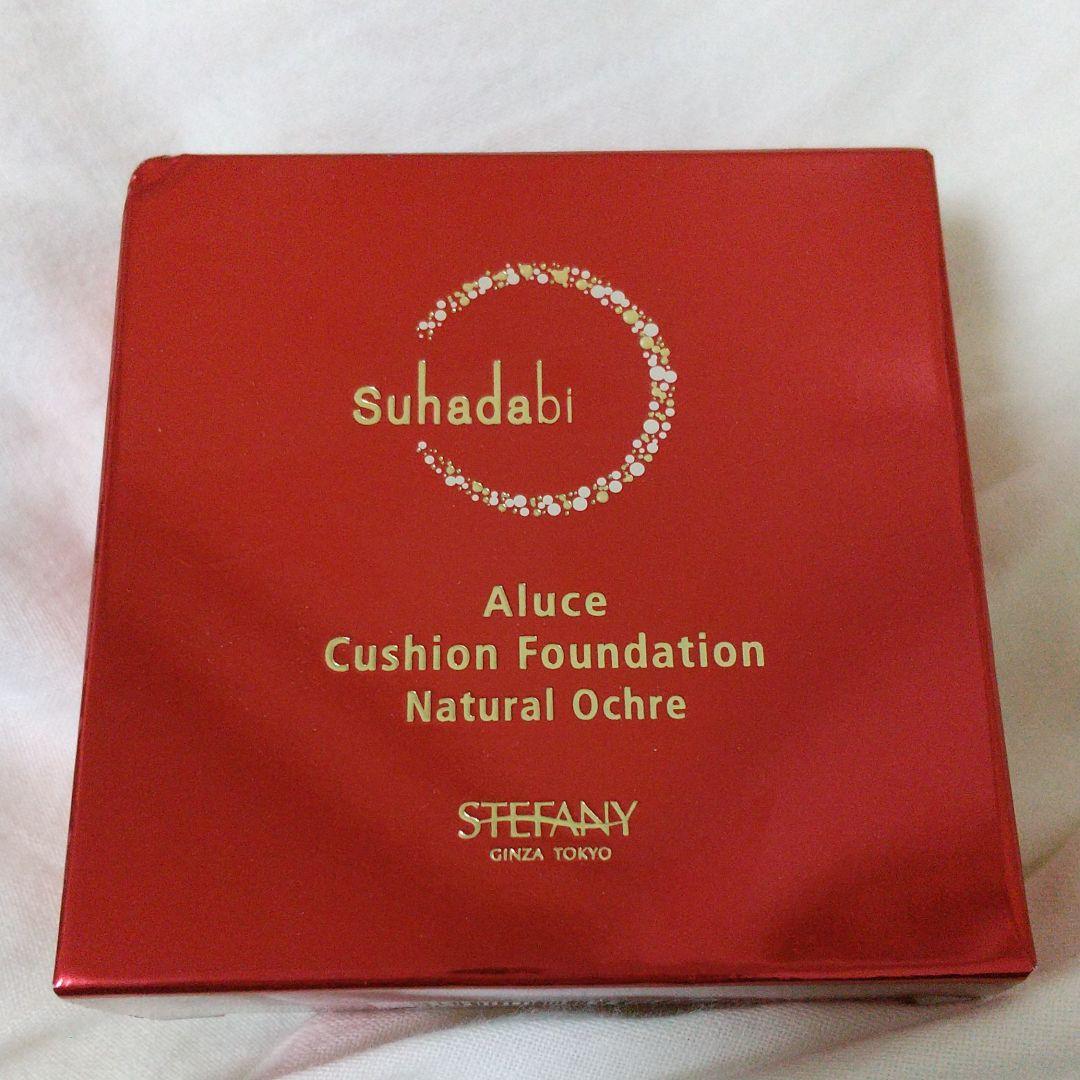 Suhadabi
Aluce
Cushion Foundation
Natural Ochre
STEFANY
GINZA TOKYO